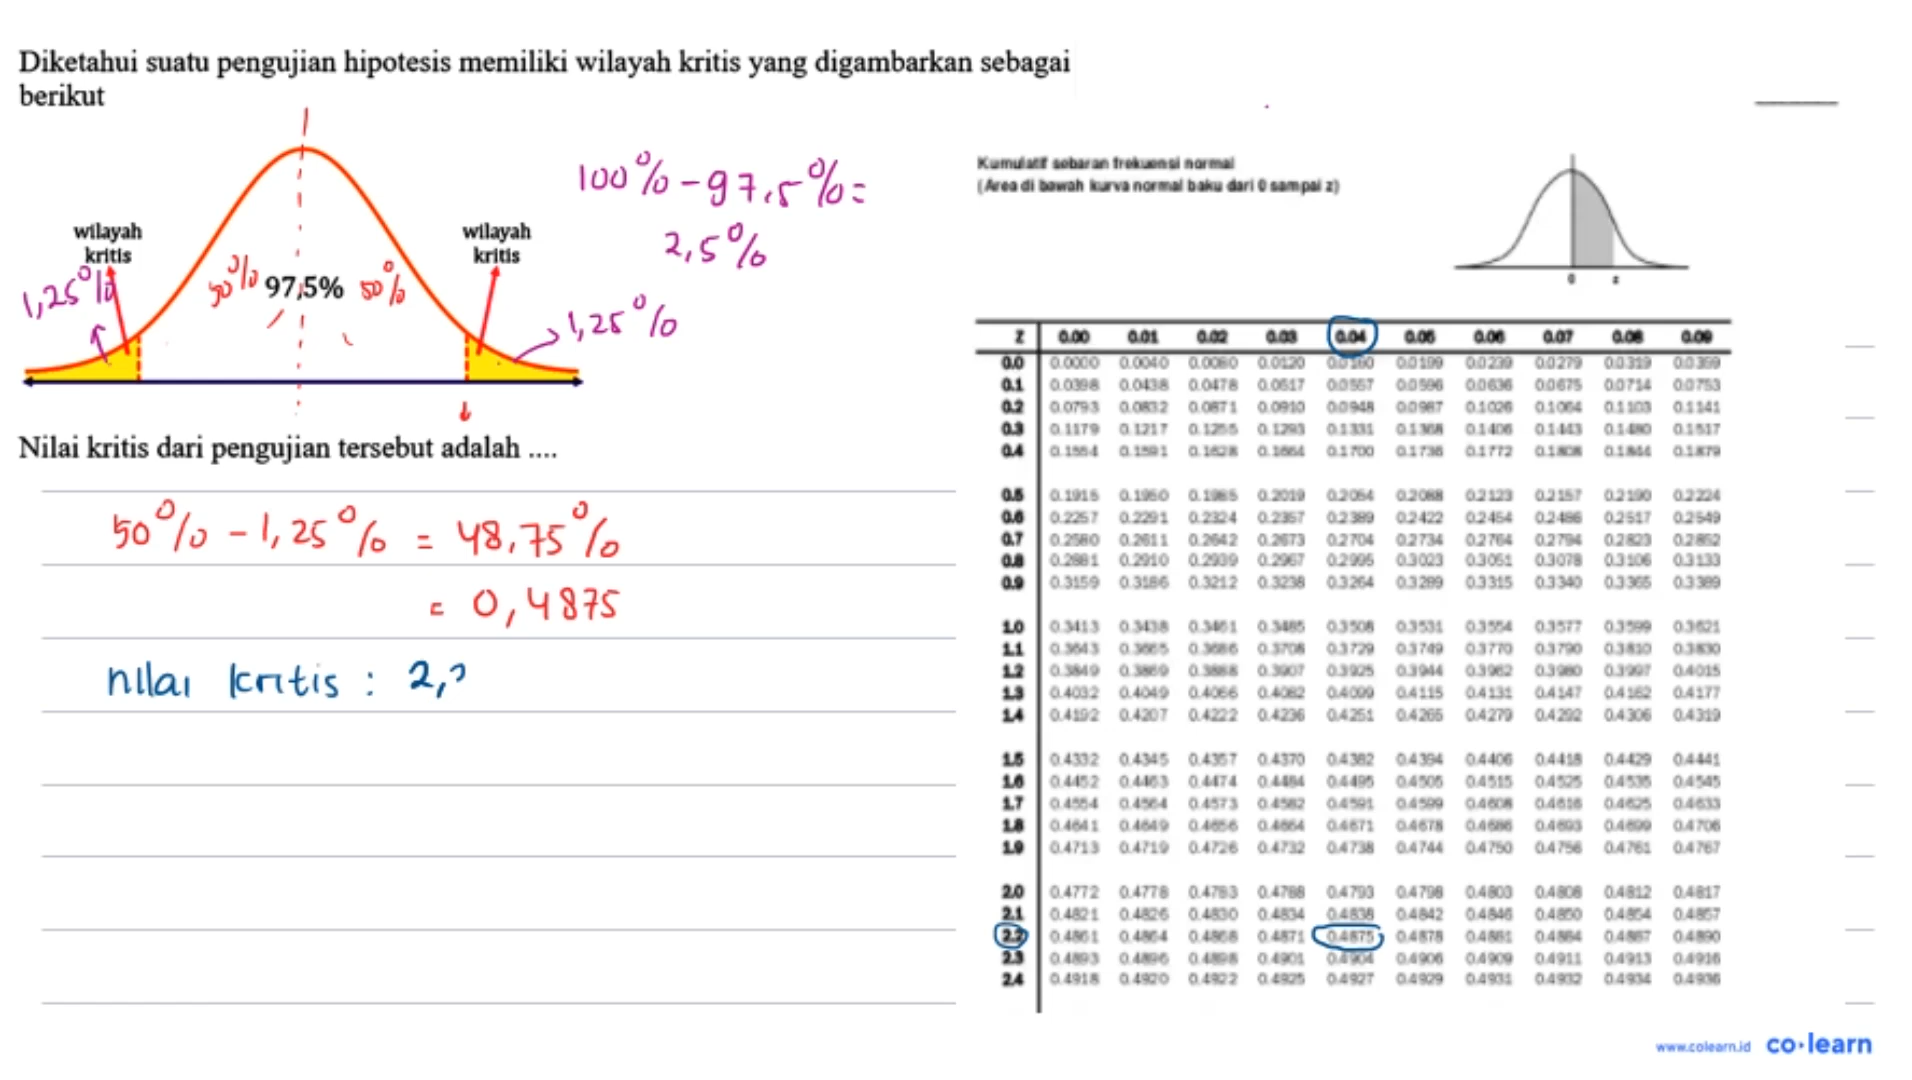 Diketahui suatu pengujian hipotesis memiliki wilayah kritis yang digambarkan sebagai
berikut
100% - 97,5% =
2,5%
wilayah
kritis
wilayah
kritis
1,25%
50% 97,5% 50%
1,25%
Nilai kritis dari pengujian tersebut adalah ....
50% - 1,25% = 48,75%
= 0,4875
nilai kritis : 2,2
Kumulatif sebaran frekuensi normal
(Area di bawah kurva normal baku dari 0 sampai z)
0 z
Z 0.00 0.01 0.02 0.03 0.04 0.05 0.06 0.07 0.08 0.09
0.0 0.0000 0.0040 0.0080 0.0120 0.0160 0.0199 0.0239 0.0279 0.0319 0.0359
0.1 0.0398 0.0438 0.0478 0.0517 0.0557 0.0596 0.0636 0.0675 0.0714 0.0753
0.2 0.0793 0.0832 0.0871 0.0910 0.0948 0.0987 0.1026 0.1064 0.1103 0.1141
0.3 0.1179 0.1217 0.1255 0.1293 0.1331 0.1368 0.1406 0.1443 0.1480 0.1517
0.4 0.1554 0.1591 0.1628 0.1664 0.1700 0.1736 0.1772 0.1808 0.1844 0.1879
0.5 0.1915 0.1950 0.1985 0.2019 0.2054 0.2088 0.2123 0.2157 0.2190 0.2224
0.6 0.2257 0.2291 0.2324 0.2357 0.2389 0.2422 0.2454 0.2486 0.2517 0.2549
0.7 0.2580 0.2611 0.2642 0.2673 0.2704 0.2734 0.2764 0.2794 0.2823 0.2852
0.8 0.2881 0.2910 0.2939 0.2967 0.2995 0.3023 0.3051 0.3078 0.3106 0.3133
0.9 0.3159 0.3186 0.3212 0.3238 0.3264 0.3289 0.3315 0.3340 0.3365 0.3389
1.0 0.3413 0.3438 0.3461 0.3485 0.3508 0.3531 0.3554 0.3577 0.3599 0.3621
1.1 0.3643 0.3665 0.3686 0.3708 0.3729 0.3749 0.3770 0.3790 0.3810 0.3830
1.2 0.3849 0.3869 0.3888 0.3907 0.3925 0.3944 0.3962 0.3980 0.3997 0.4015
1.3 0.4032 0.4049 0.4066 0.4082 0.4099 0.4115 0.4131 0.4147 0.4162 0.4177
1.4 0.4192 0.4207 0.4222 0.4236 0.4251 0.4265 0.4279 0.4292 0.4306 0.4319
1.5 0.4332 0.4345 0.4357 0.4370 0.4382 0.4394 0.4406 0.4418 0.4429 0.4441
1.6 0.4452 0.4463 0.4474 0.4484 0.4495 0.4505 0.4515 0.4525 0.4535 0.4545
1.7 0.4554 0.4564 0.4573 0.4582 0.4591 0.4599 0.4608 0.4616 0.4625 0.4633
1.8 0.4641 0.4649 0.4656 0.4664 0.4671 0.4678 0.4686 0.4693 0.4699 0.4706
1.9 0.4713 0.4719 0.4726 0.4732 0.4738 0.4744 0.4750 0.4756 0.4761 0.4767
2.0 0.4772 0.4778 0.4783 0.4788 0.4793 0.4798 0.4803 0.4808 0.4812 0.4817
2.1 0.4821 0.4826 0.4830 0.4834 0.4838 0.4842 0.4846 0.4850 0.4854 0.4857
2.2 0.4861 0.4864 0.4868 0.4871 0.4875 0.4878 0.4881 0.4884 0.4887 0.4890
2.3 0.4893 0.4896 0.4898 0.4901 0.4904 0.4906 0.4909 0.4911 0.4913 0.4916
2.4 0.4918 0.4920 0.4922 0.4925 0.4927 0.4929 0.4931 0.4932 0.4934 0.4936
www.colearn.id co•learn